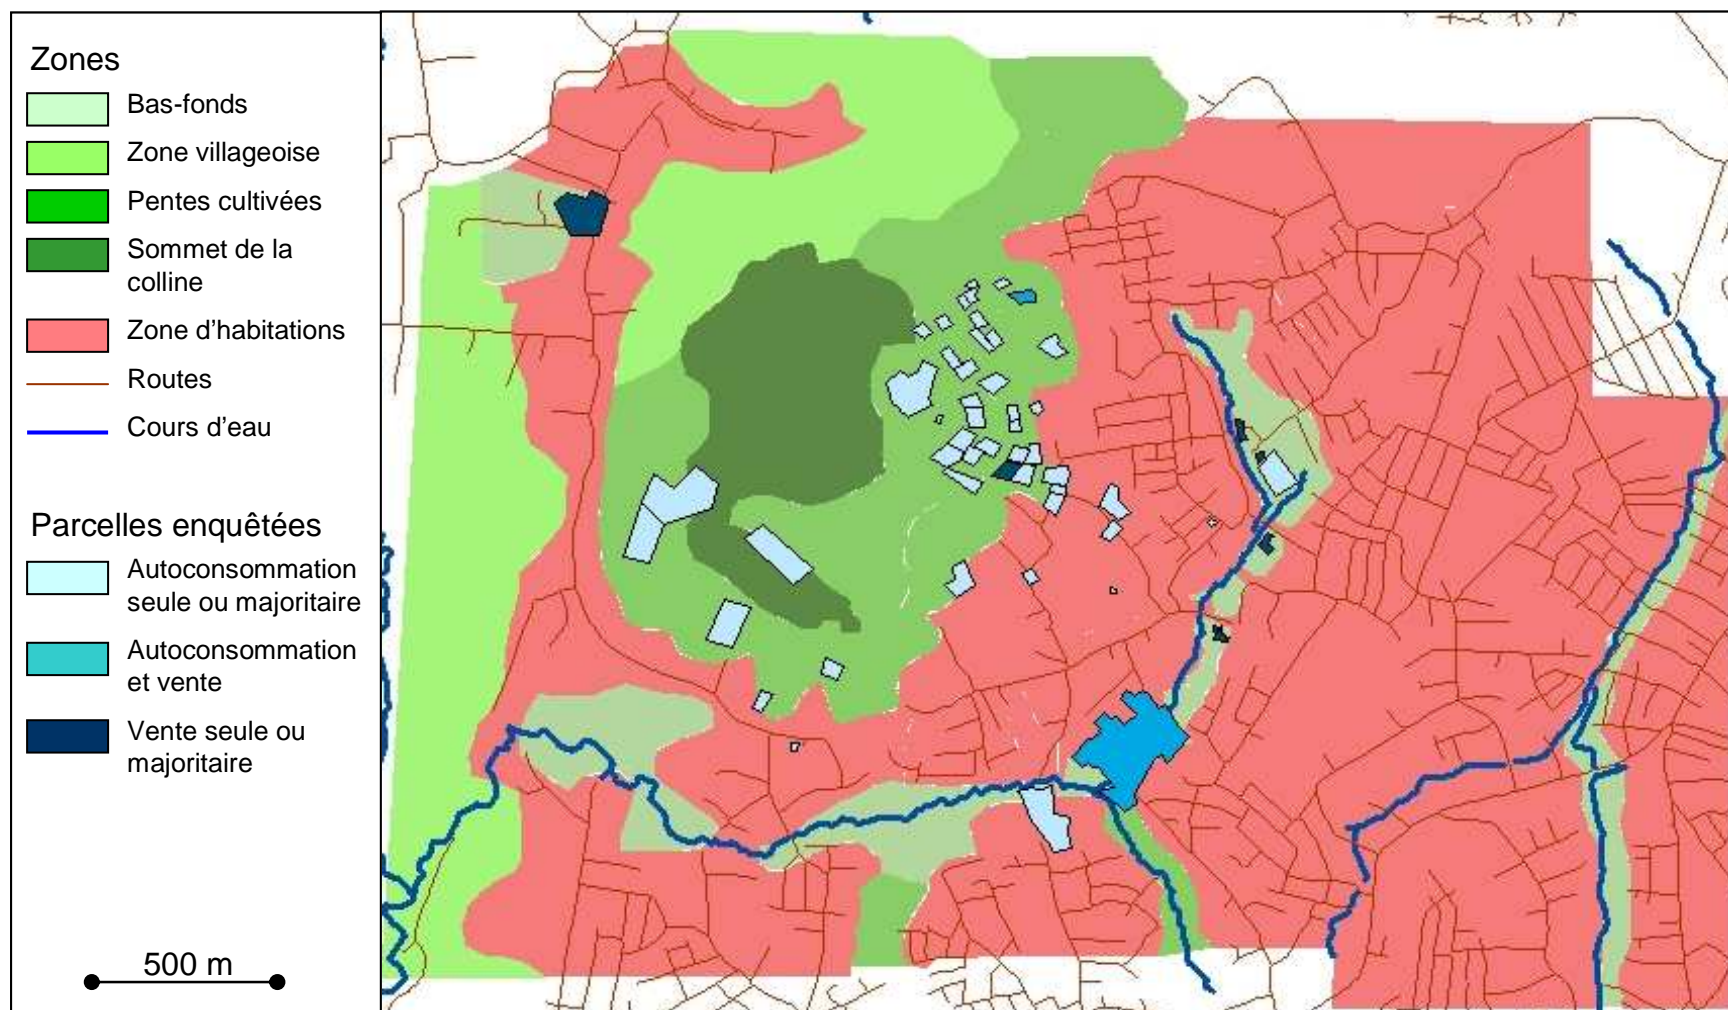 Zones
Bas-fonds
Zone villageoise
Pentes cultivées
Sommet de la
colline
Zone d'habitations
Routes
Cours d'eau
Parcelles enquêtées
Autoconsommation
seule ou majoritaire
Autoconsommation
et vente
Vente seule ou
majoritaire
500 m